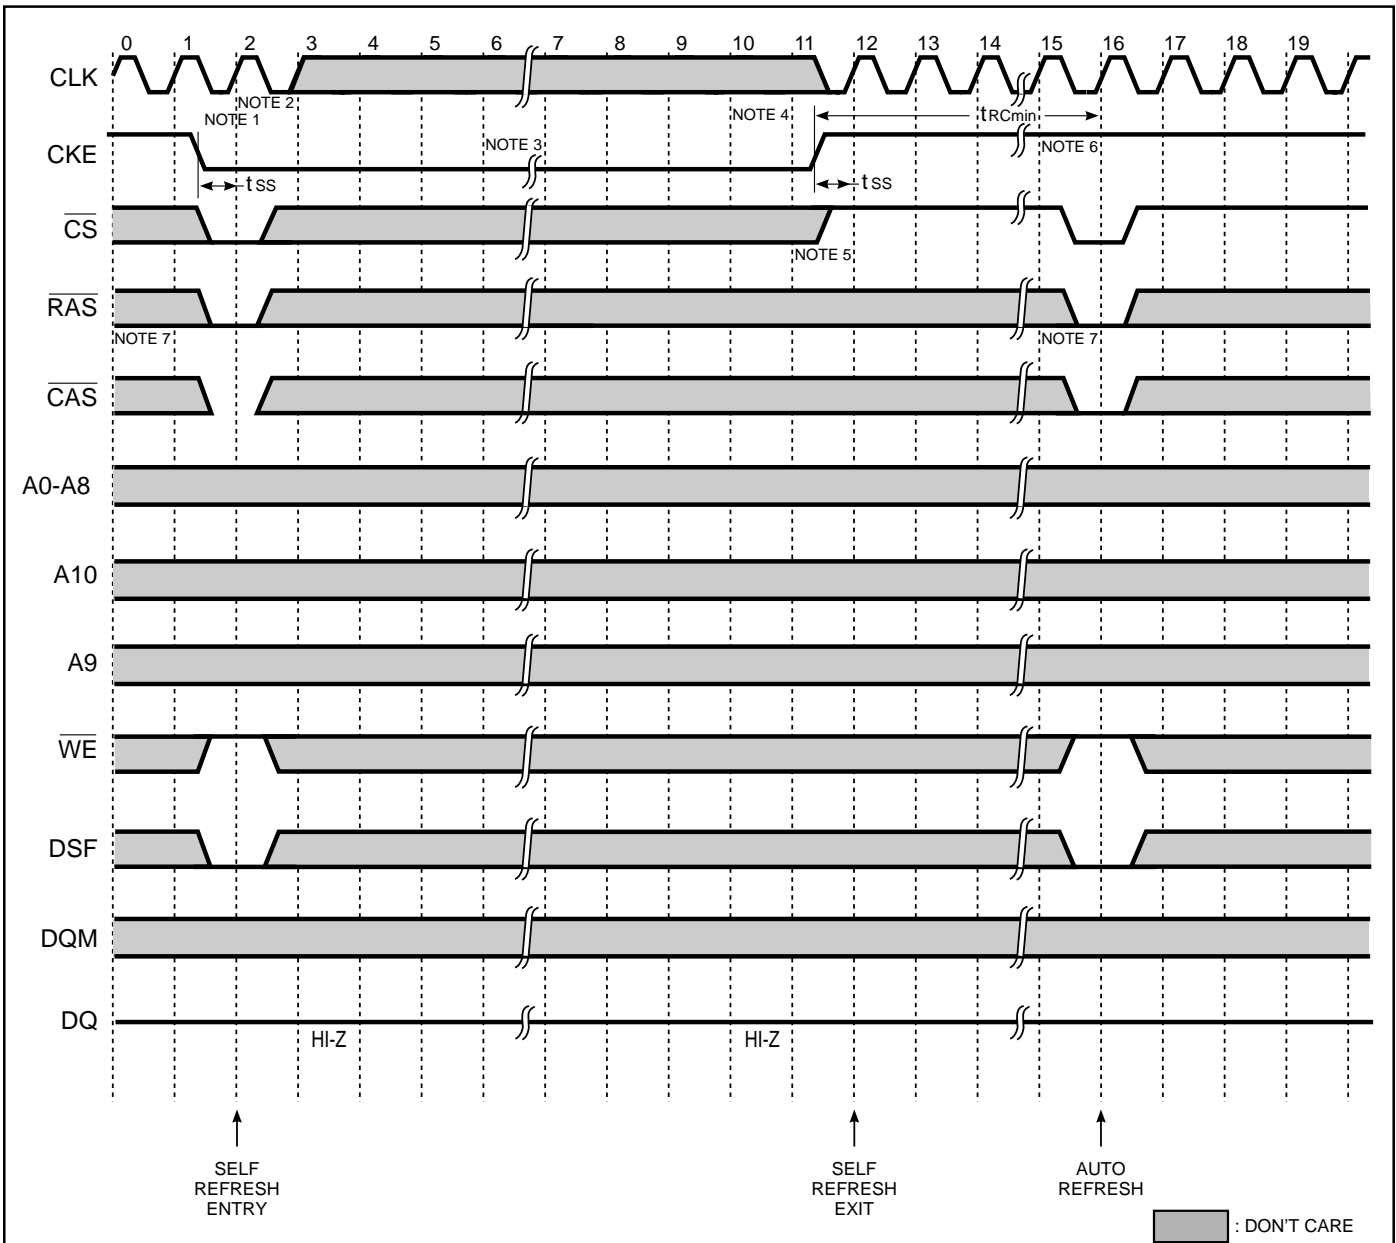 0 1 2 3 4 5 6 7 8 9 10 11 12 13 14 15 16 17 18 19
CLK
NOTE 2
NOTE 1
NOTE 4
tRCmin
CKE
NOTE 3
NOTE 6
tSS
tSS
CS
NOTE 5
RAS
NOTE 7
NOTE 7
CAS
A0-A8
A10
A9
WE
DSF
DQM
DQ
HI-Z
HI-Z
SELF
REFRESH
ENTRY
SELF
REFRESH
EXIT
AUTO
REFRESH
: DON'T CARE